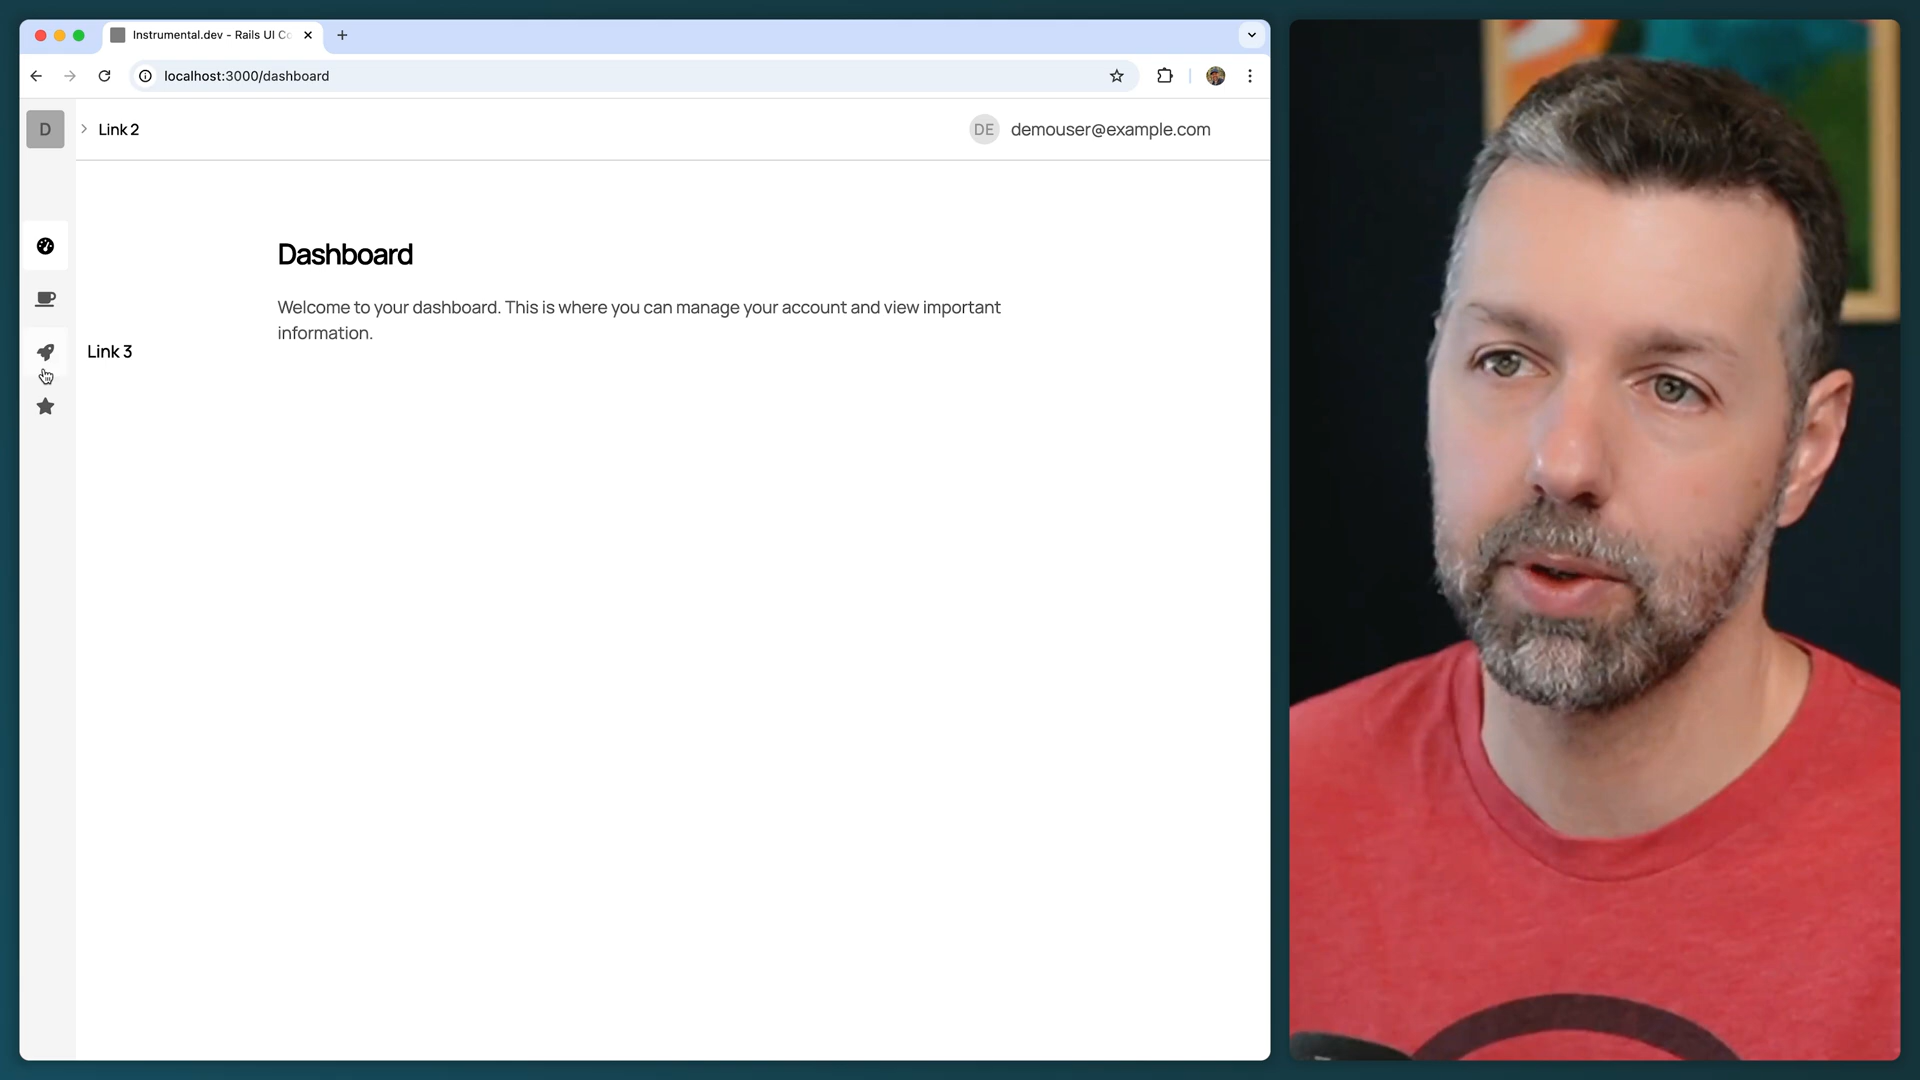 Instrumental.dev - Rails UI Co
localhost:3000/dashboard
D
Link 2
DE
demouser@example.com
Dashboard
Welcome to your dashboard. This is where you can manage your account and view important
information.
Link 3